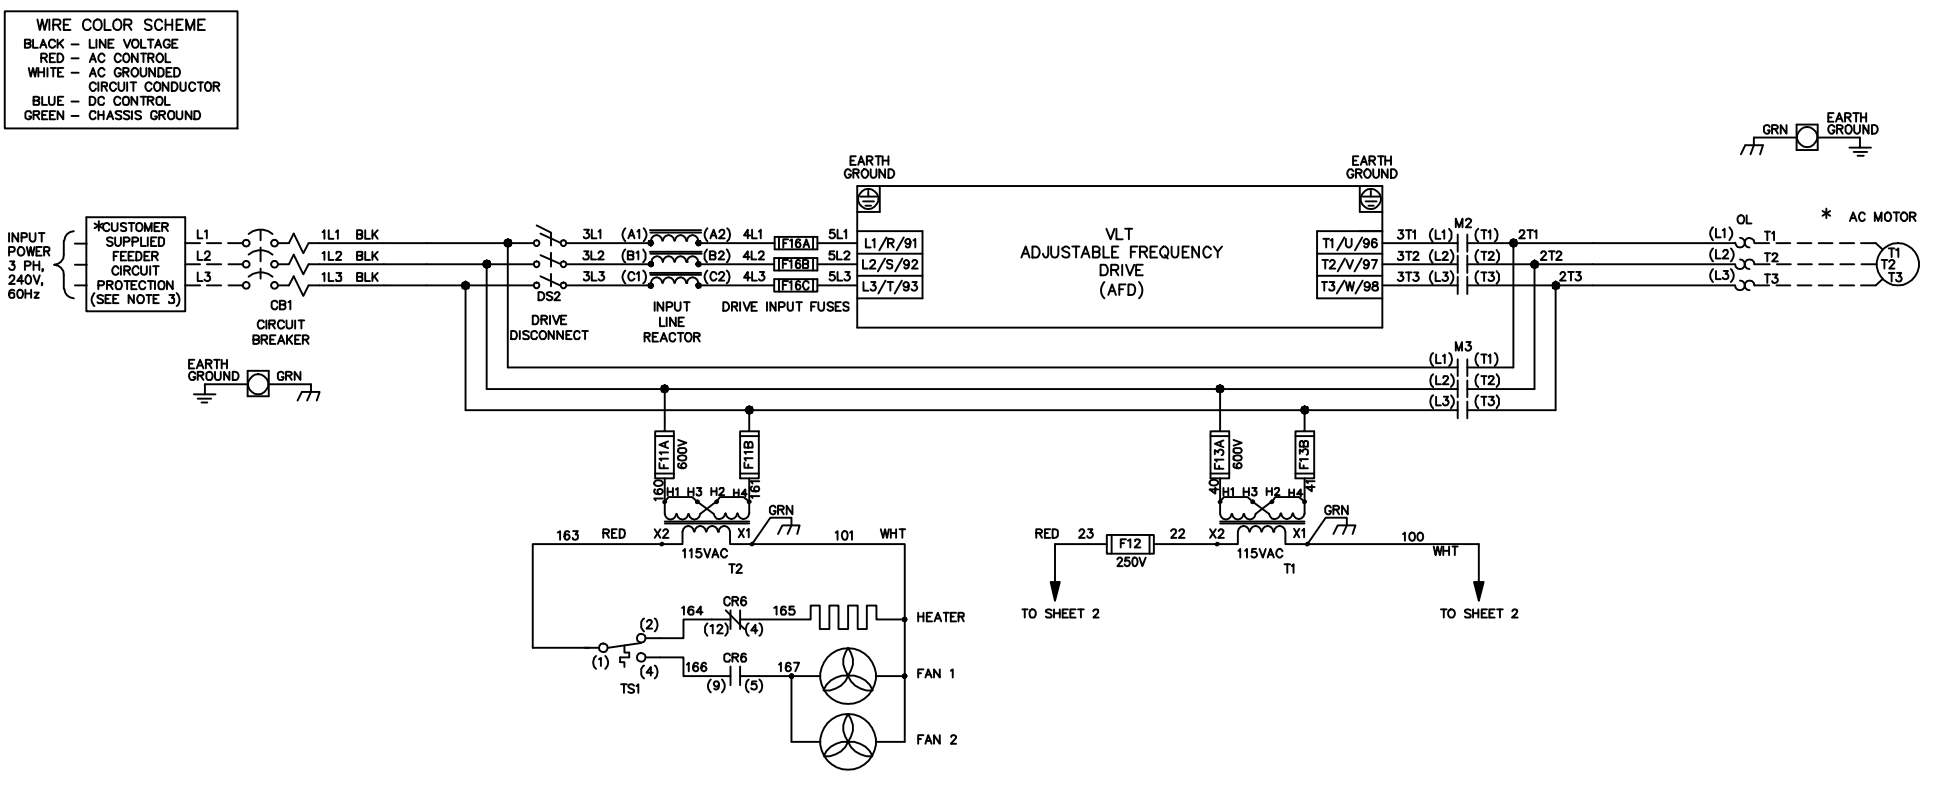 WIRE COLOR SCHEME
BLACK – LINE VOLTAGE
RED – AC CONTROL
WHITE – AC GROUNDED
CIRCUIT CONDUCTOR
BLUE – DC CONTROL
GREEN – CHASSIS GROUND
GRN
EARTH
GROUND
EARTH
GROUND
EARTH
GROUND
INPUT
POWER
3 PH,
240V,
60Hz
*CUSTOMER
SUPPLIED
FEEDER
CIRCUIT
PROTECTION
(SEE NOTE 3)
L1
L2
L3
CB1
CIRCUIT
BREAKER
1L1 BLK
1L2 BLK
1L3 BLK
DS2
DRIVE
DISCONNECT
3L1 (A1) (A2) 4L1 F16A 5L1
3L2 (B1) (B2) 4L2 F16B 5L2
3L3 (C1) (C2) 4L3 F16C 5L3
INPUT
LINE
REACTOR
DRIVE INPUT FUSES
L1/R/91
L2/S/92
L3/T/93
VLT
ADJUSTABLE FREQUENCY
DRIVE
(AFD)
T1/U/96
T2/V/97
T3/W/98
M2
3T1 (L1) (T1) 2T1
3T2 (L2) (T2) 2T2
3T3 (L3) (T3) 2T3
OL
(L1) T1
(L2) T2
(L3) T3
* AC MOTOR
T1
T2
T3
M3
(L1) (T1)
(L2) (T2)
(L3) (T3)
EARTH
GROUND
GRN
F11A
600V
F11B
160
161
H1 H3 H2 H4
GRN
163 RED X2 X1 101 WHT
115VAC
T2
F13A
600V
F13B
40
41
H1 H3 H2 H4
GRN
RED 23 F12 22 X2 X1 100
WHT
250V
115VAC
T1
TO SHEET 2
TO SHEET 2
CR6
164 165
(2) (12) (4)
HEATER
(1)
(4)
TS1
CR6
166 167
(9) (5)
FAN 1
FAN 2